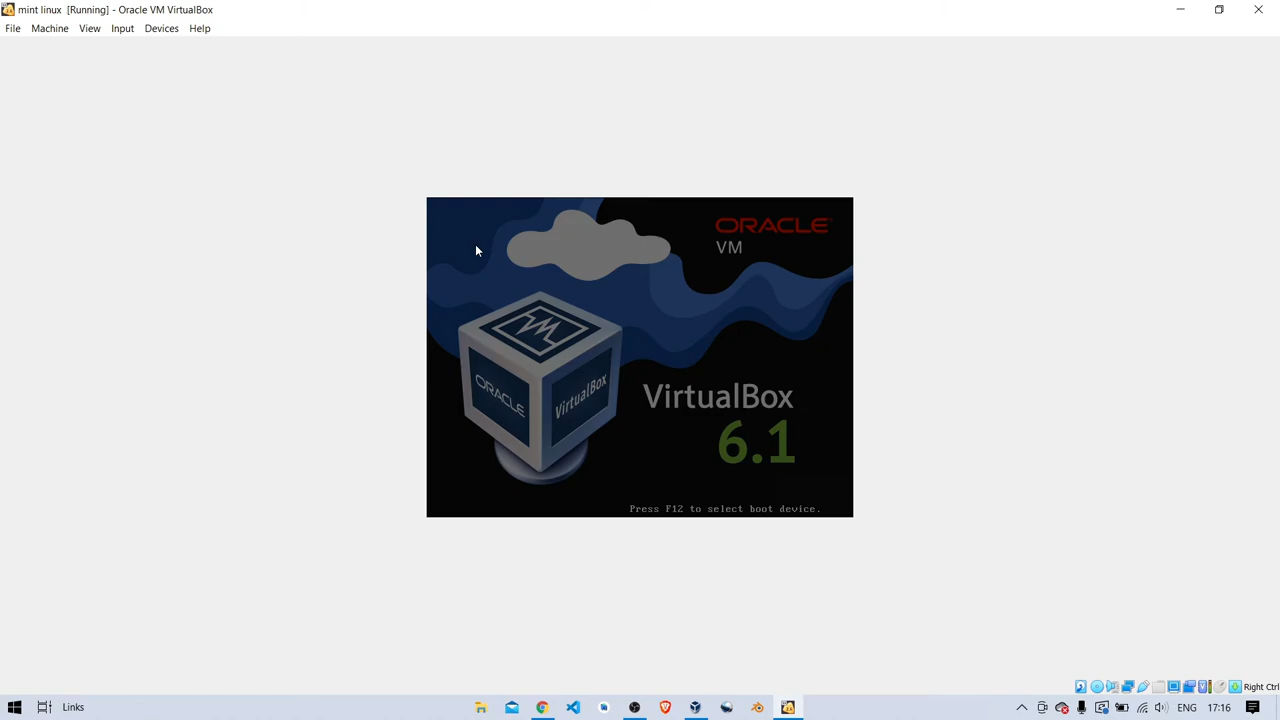 mint linux [Running] - Oracle VM VirtualBox
File Machine View Input Devices Help
ORACLE
VM
ORACLE
VirtualBox
VirtualBox
6.1
Press F12 to select boot device.
Right Ctrl
Links
ENG 17:16